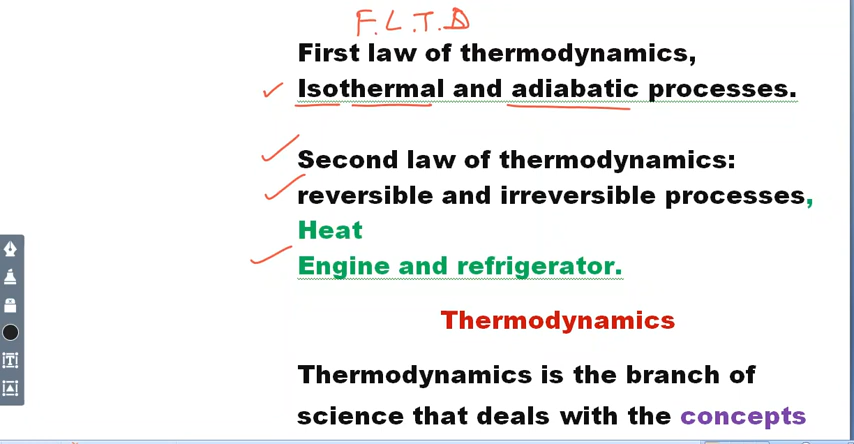 F.L.T.D
First law of thermodynamics,
Isothermal and adiabatic processes.
Second law of thermodynamics:
reversible and irreversible processes,
Heat
Engine and refrigerator.
Thermodynamics
Thermodynamics is the branch of
science that deals with the concepts